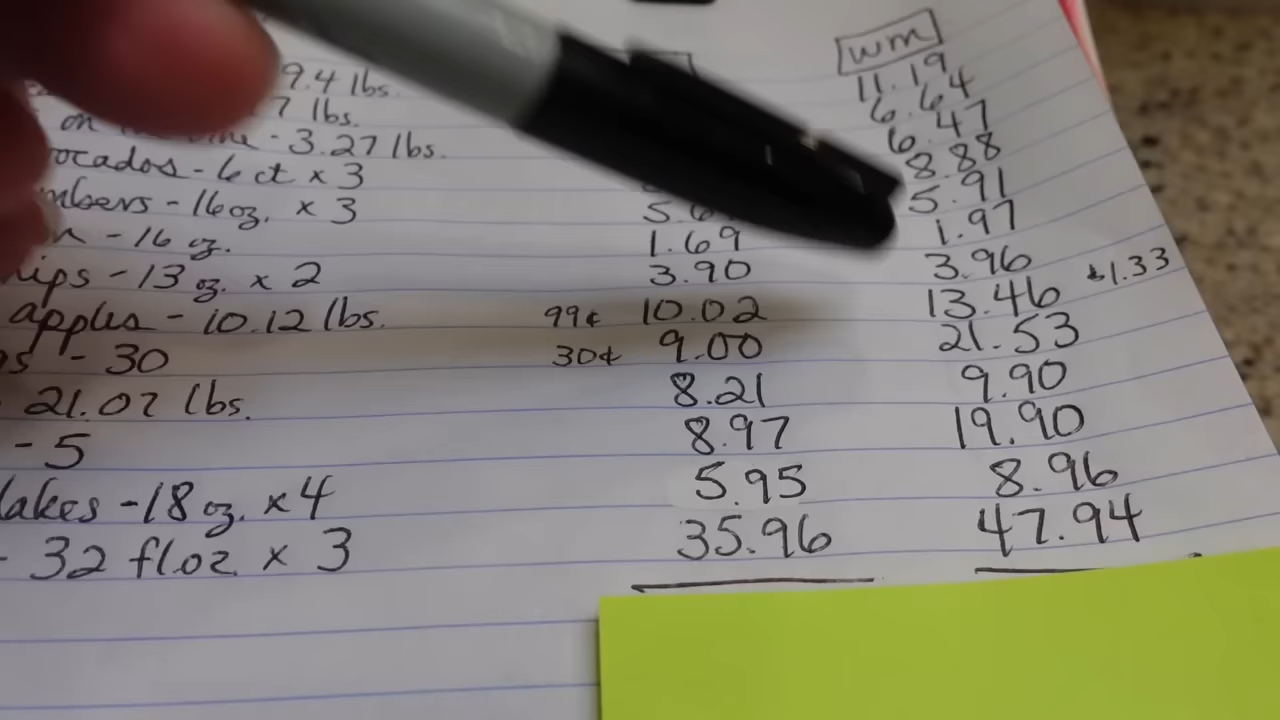 wm
9.4 lbs. 11.19
7 lbs. 6.64
on - 3.27 lbs. 6.47
ocados - 6 ct x 3 8.88
mbers - 16 oz. x 3 5.91
- 16 oz. 1.69 1.97
hips - 13 oz. x 2 3.90 3.96
apples - 10.12 lbs. 99¢ 10.02 13.46 $1.33
s - 30 30¢ 9.00 21.53
21.07 lbs. 8.21 9.90
- 5 8.97 19.90
lakes - 18 oz. x 4 5.95 8.96
- 32 fl.oz. x 3 35.96 47.94